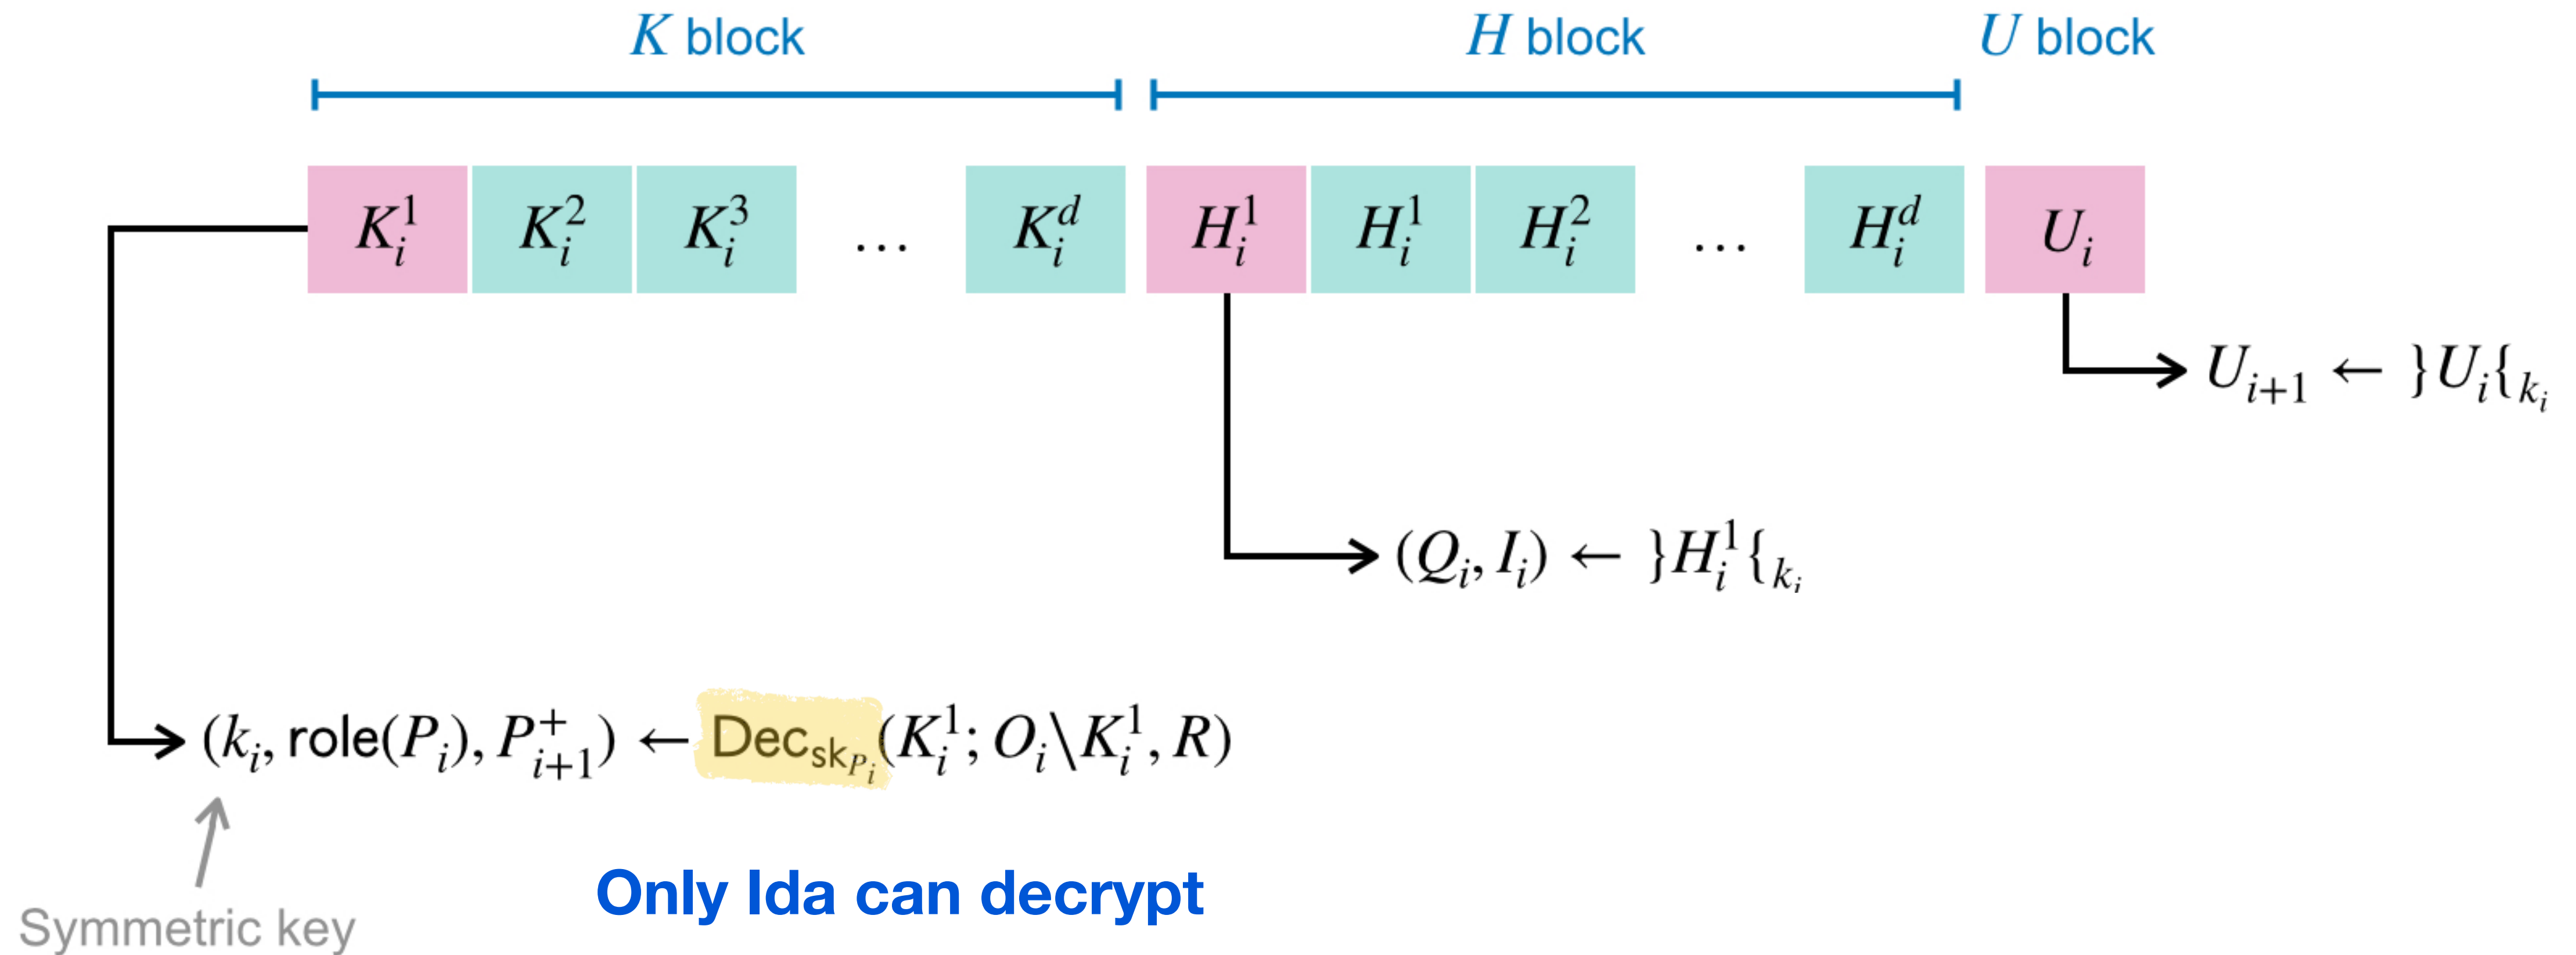 K block H block U block
K_i^1 K_i^2 K_i^3 … K_i^d H_i^1 H_i^1 H_i^2 … H_i^d U_i
U_{i+1} ← }U_i{_{k_i}
(Q_i, I_i) ← }H_i^1{_{k_i}
(k_i, role(P_i), P_{i+1}^+) ← Dec_{sk_{P_i}}(K_i^1; O_i\K_i^1, R)
Only Ida can decrypt
Symmetric key